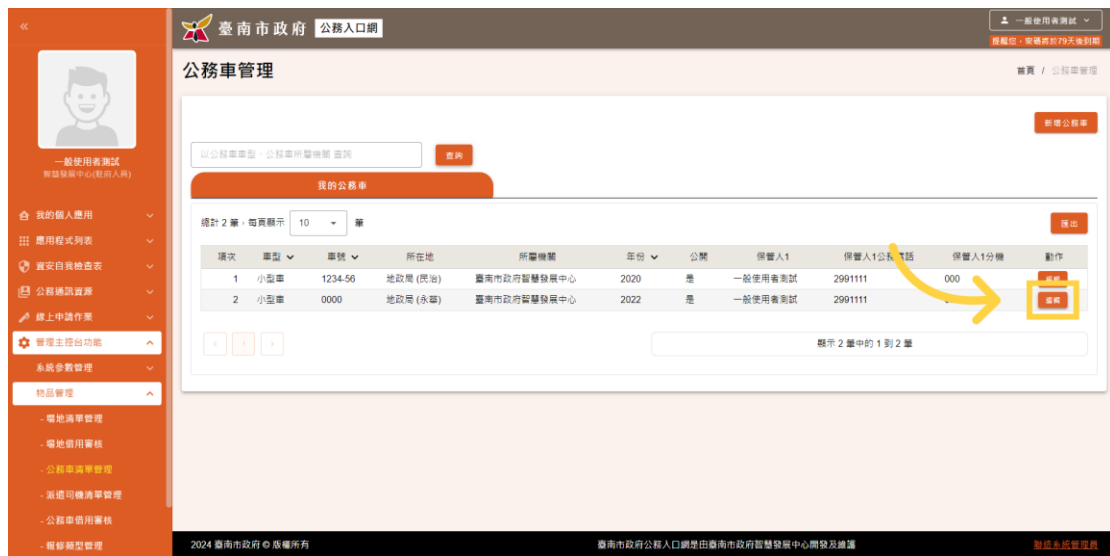 «
臺南市政府 公務入口網
一般使用者測試
提醒您，密碼將於79天後到期
公務車管理
首頁 / 公務車管理
新增公務車
以公務車車型、公務車所屬機關 查詢
查詢
一般使用者測試
智慧發展中心(駐府人員)
我的公務車
我的個人應用
總計 2 筆，每頁顯示 10 筆
匯出
應用程式列表
項次 車型 車號 所在地 所屬機關 年份 公開 保管人1 保管人1公務電話 保管人1分機 動作
資安自我檢查表
1 小型車 1234-56 地政局 (民治) 臺南市政府智慧發展中心 2020 是 一般使用者測試 2991111 000 編輯
公務通訊資源
2 小型車 0000 地政局 (永華) 臺南市政府智慧發展中心 2022 是 一般使用者測試 2991111 編輯
線上申請作業
管理主控台功能
‹ 1 ›
顯示 2 筆中的 1 到 2 筆
系統參數管理
物品管理
- 場地清單管理
- 場地借用審核
- 公務車清單管理
- 派遣司機清單管理
- 公務車借用審核
- 報修類型管理
2024 臺南市政府 © 版權所有
臺南市政府公務入口網是由臺南市政府智慧發展中心開發及維護
聯絡系統管理員